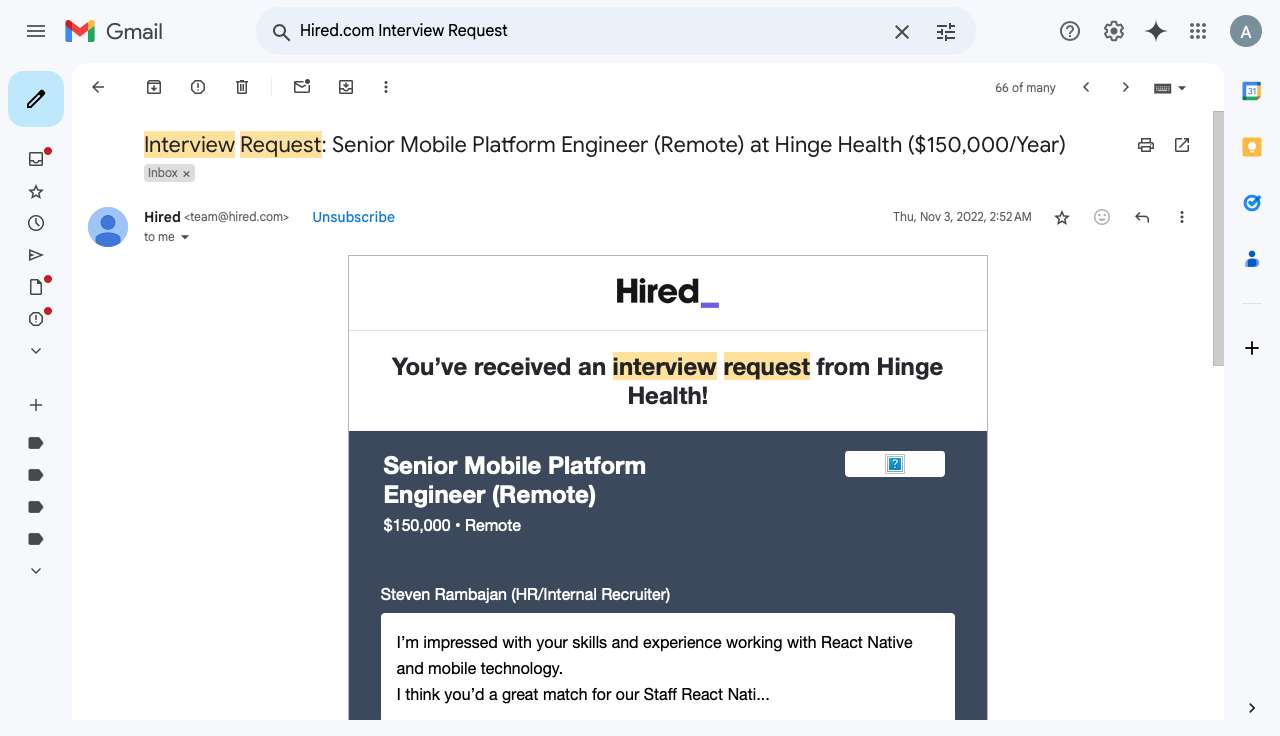 Gmail
Hired.com Interview Request
A
66 of many
Interview Request: Senior Mobile Platform Engineer (Remote) at Hinge Health ($150,000/Year)
Inbox ×
31
Hired <team@hired.com> Unsubscribe
Thu, Nov 3, 2022, 2:52 AM
to me
Hired_
You’ve received an interview request from Hinge
Health!
Senior Mobile Platform
Engineer (Remote)
?
$150,000 • Remote
Steven Rambajan (HR/Internal Recruiter)
I’m impressed with your skills and experience working with React Native
and mobile technology.
I think you’d a great match for our Staff React Nati...